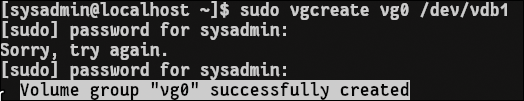 [sysadmin@localhost ~]$ sudo vgcreate vg0 /dev/vdb1
[sudo] password for sysadmin:
Sorry, try again.
[sudo] password for sysadmin:
Volume group "vg0" successfully created